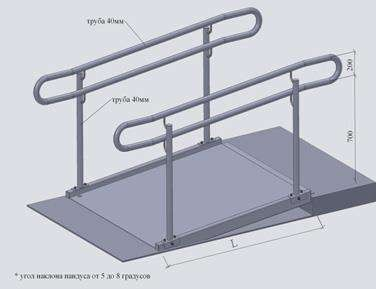 труба 40мм
200
труба 40мм
700
L
* угол наклона пандуса от 5 до 8 градусов